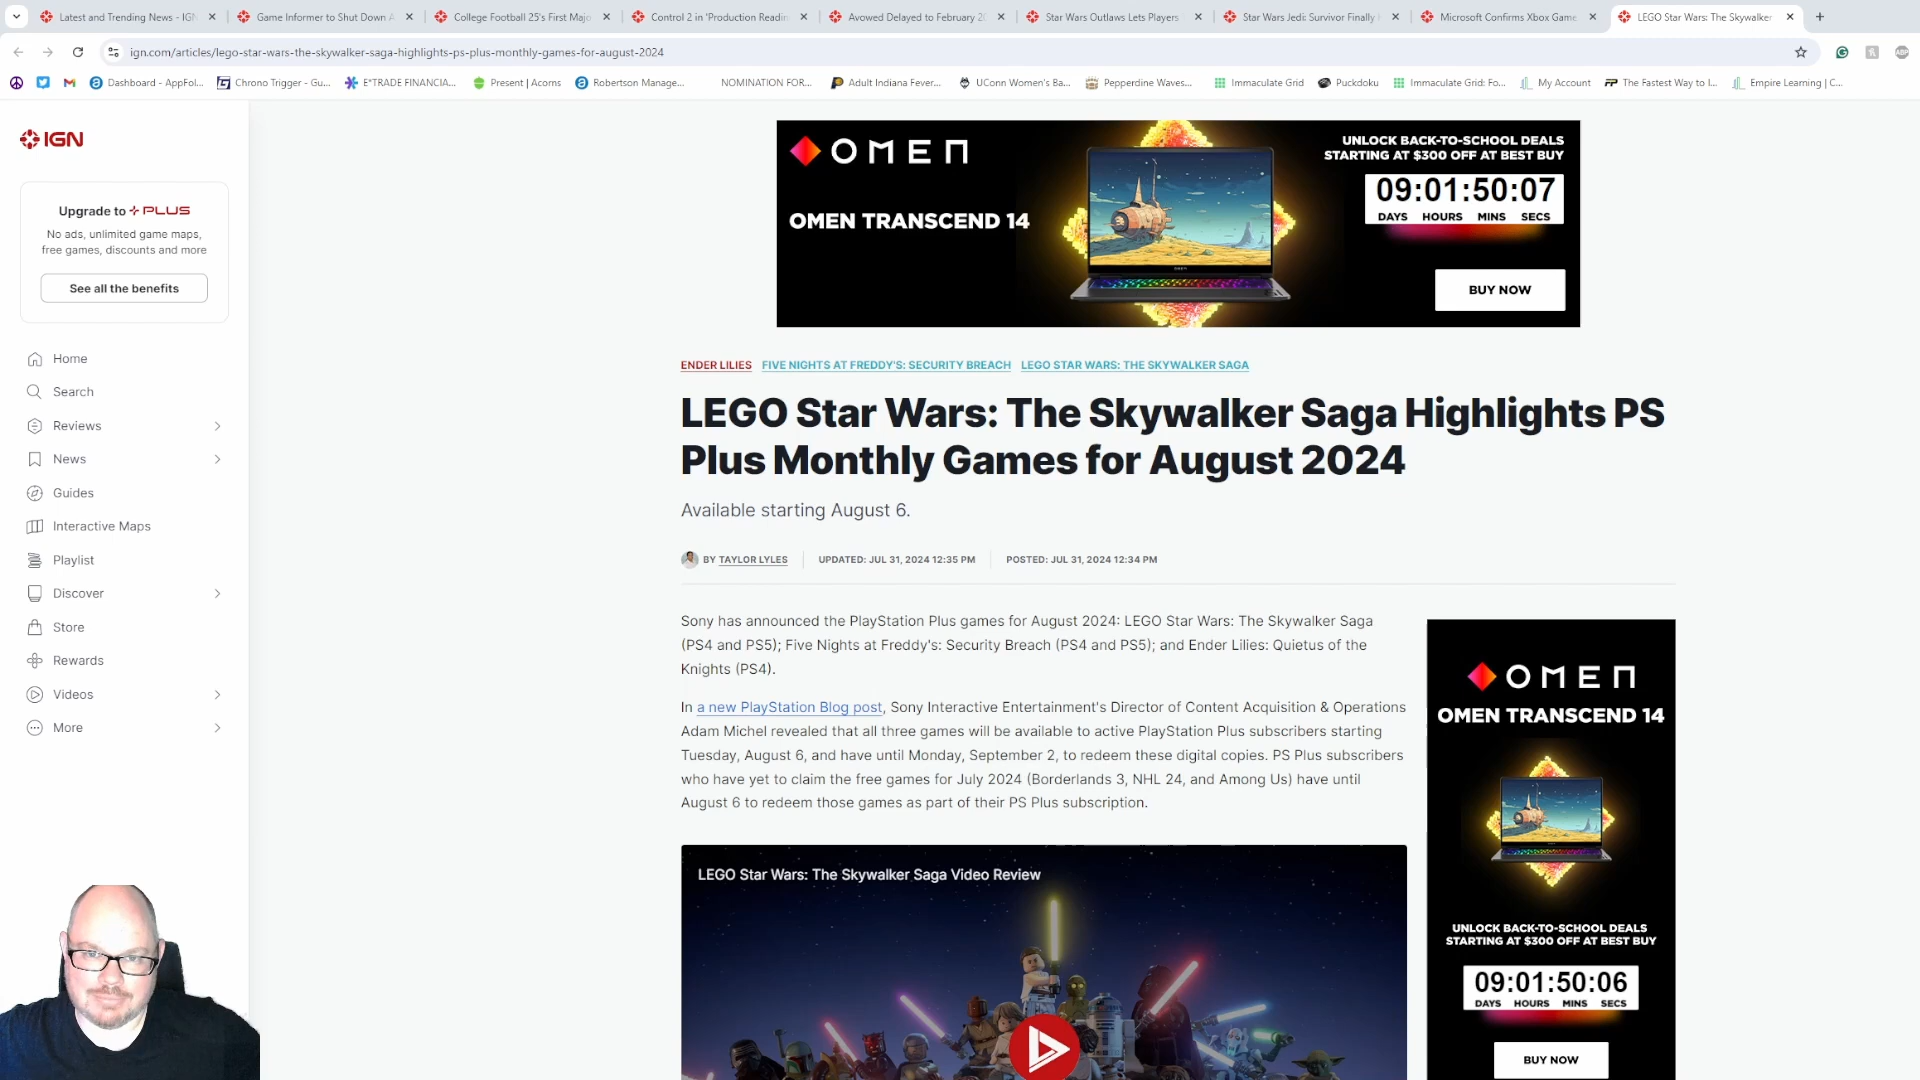 Latest and Trending News - IGN
Game Informer to Shut Down A
College Football 25's First Majo
Control 2 in 'Production Readin
Avowed Delayed to February 2
Star Wars Outlaws Lets Players
Star Wars Jedi: Survivor Finally
Microsoft Confirms Xbox Game
LEGO Star Wars: The Skywalker
ign.com/articles/lego-star-wars-the-skywalker-saga-highlights-ps-plus-monthly-games-for-august-2024
Dashboard - AppFol...
Chrono Trigger - Gu...
E*TRADE FINANCIA...
Present | Acorns
Robertson Manage...
NOMINATION FOR...
Adult Indiana Fever...
UConn Women's Ba...
Pepperdine Waves...
Immaculate Grid
Puckdoku
Immaculate Grid: Fo...
My Account
The Fastest Way to I...
Empire Learning | C...
IGN
Upgrade to PLUS
No ads, unlimited game maps,
free games, discounts and more
See all the benefits
Home
Search
Reviews
News
Guides
Interactive Maps
Playlist
Discover
Store
Rewards
Videos
More
OMEN
OMEN TRANSCEND 14
UNLOCK BACK-TO-SCHOOL DEALS
STARTING AT $300 OFF AT BEST BUY
09:01:50:07
DAYS HOURS MINS SECS
BUY NOW
ENDER LILIES FIVE NIGHTS AT FREDDY'S: SECURITY BREACH LEGO STAR WARS: THE SKYWALKER SAGA
LEGO Star Wars: The Skywalker Saga Highlights PS
Plus Monthly Games for August 2024
Available starting August 6.
BY TAYLOR LYLES UPDATED: JUL 31, 2024 12:35 PM POSTED: JUL 31, 2024 12:34 PM
Sony has announced the PlayStation Plus games for August 2024: LEGO Star Wars: The Skywalker Saga
(PS4 and PS5); Five Nights at Freddy's: Security Breach (PS4 and PS5); and Ender Lilies: Quietus of the
Knights (PS4).
In a new PlayStation Blog post, Sony Interactive Entertainment's Director of Content Acquisition & Operations
Adam Michel revealed that all three games will be available to active PlayStation Plus subscribers starting
Tuesday, August 6, and have until Monday, September 2, to redeem these digital copies. PS Plus subscribers
who have yet to claim the free games for July 2024 (Borderlands 3, NHL 24, and Among Us) have until
August 6 to redeem those games as part of their PS Plus subscription.
LEGO Star Wars: The Skywalker Saga Video Review
OMEN
OMEN TRANSCEND 14
UNLOCK BACK-TO-SCHOOL DEALS
STARTING AT $300 OFF AT BEST BUY
09:01:50:06
DAYS HOURS MINS SECS
BUY NOW